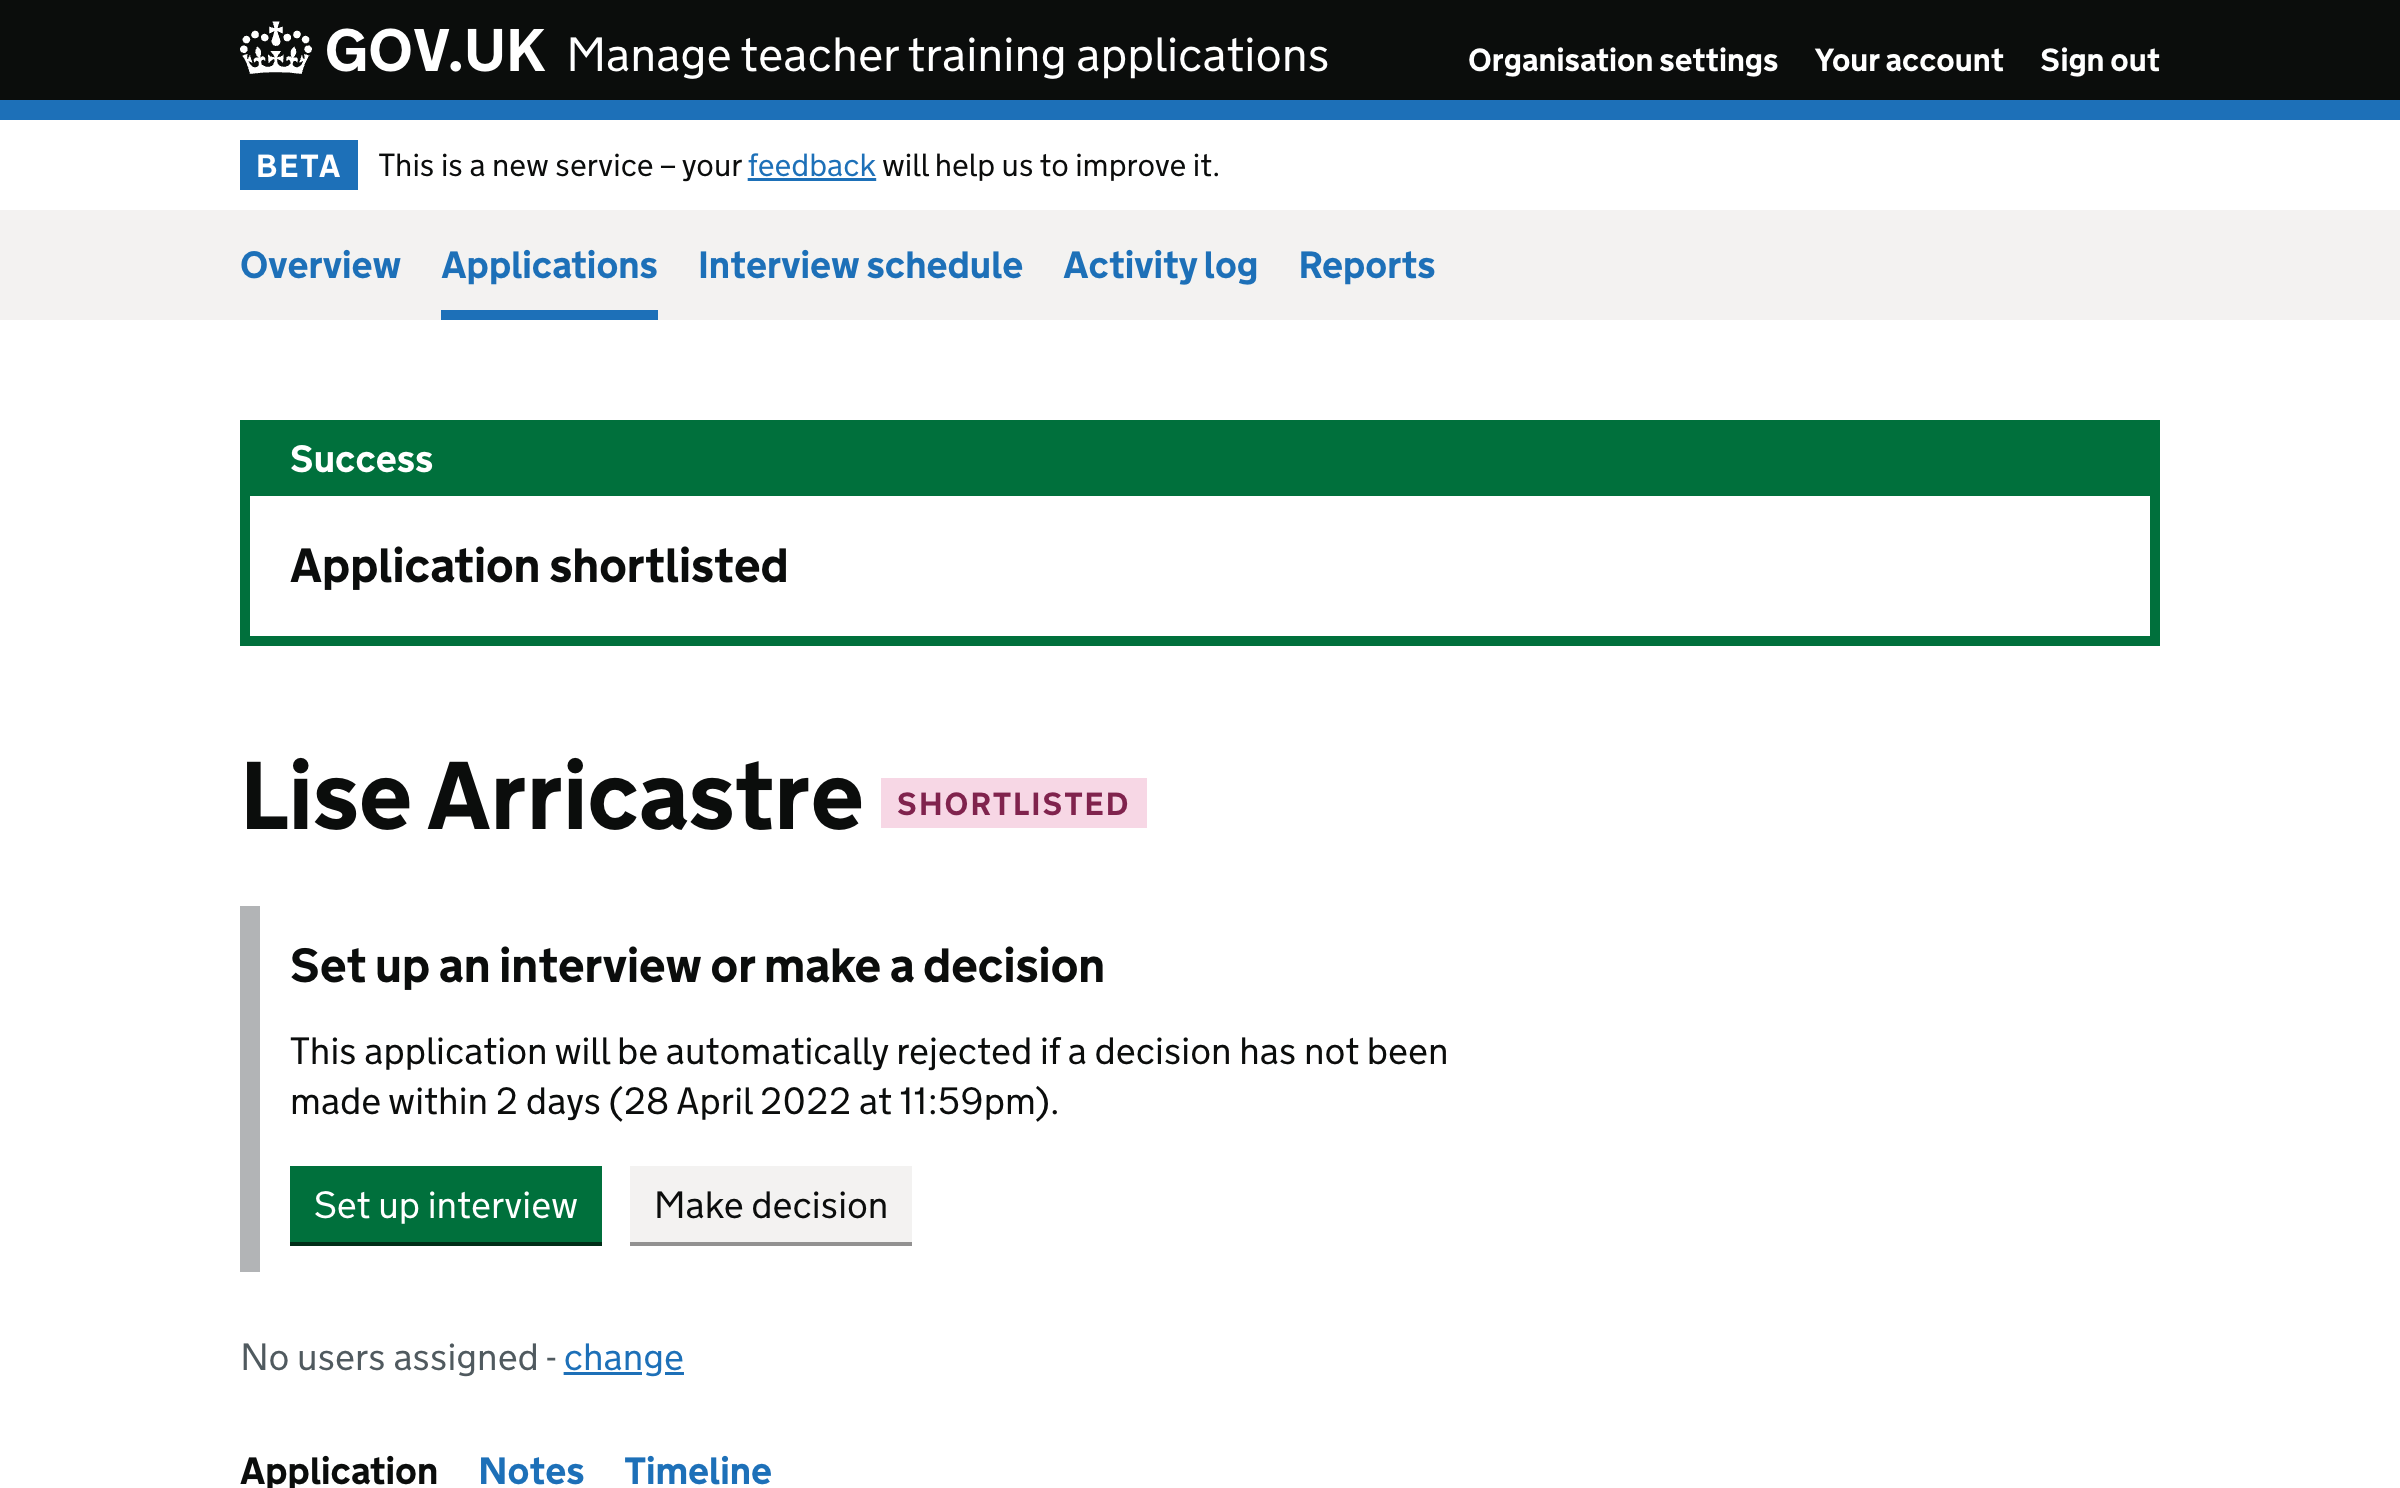 GOV.UK Manage teacher training applications Organisation settings Your account Sign out
BETA This is a new service – your feedback will help us to improve it.
Overview Applications Interview schedule Activity log Reports
Success
Application shortlisted
Lise Arricastre SHORTLISTED
Set up an interview or make a decision
This application will be automatically rejected if a decision has not been
made within 2 days (28 April 2022 at 11:59pm).
Set up interview Make decision
No users assigned - change
Application Notes Timeline